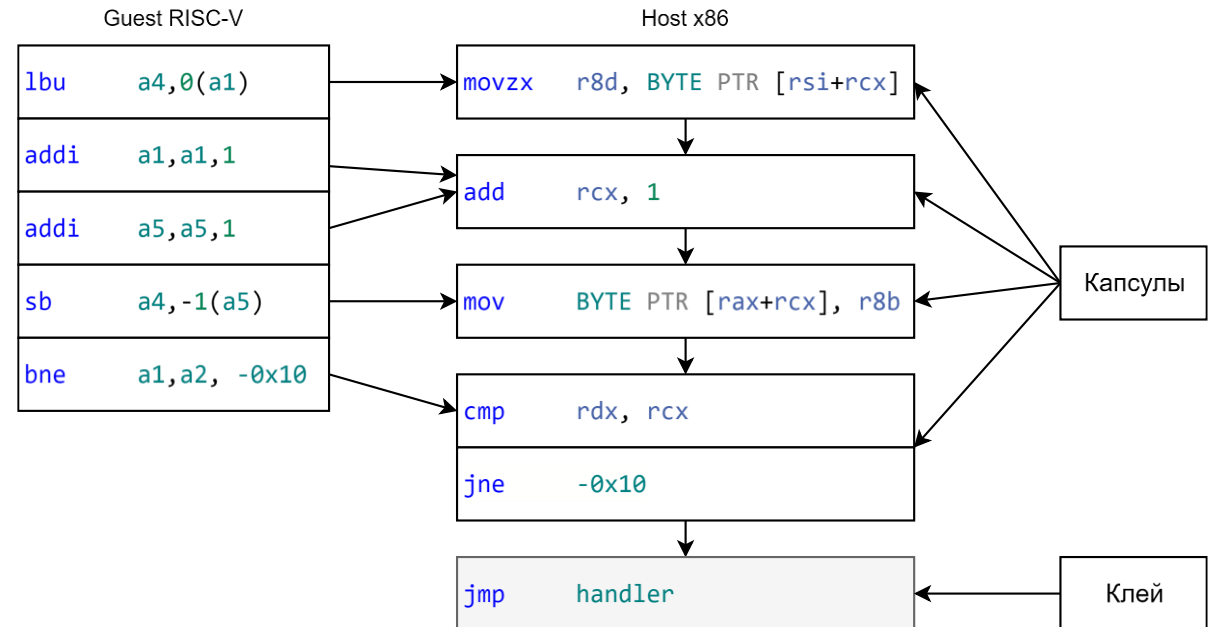 Guest RISC-V
Host x86
lbu a4,0(a1)
addi a1,a1,1
addi a5,a5,1
sb a4,-1(a5)
bne a1,a2, -0x10
movzx r8d, BYTE PTR [rsi+rcx]
add rcx, 1
mov BYTE PTR [rax+rcx], r8b
cmp rdx, rcx
jne -0x10
jmp handler
Капсулы
Клей